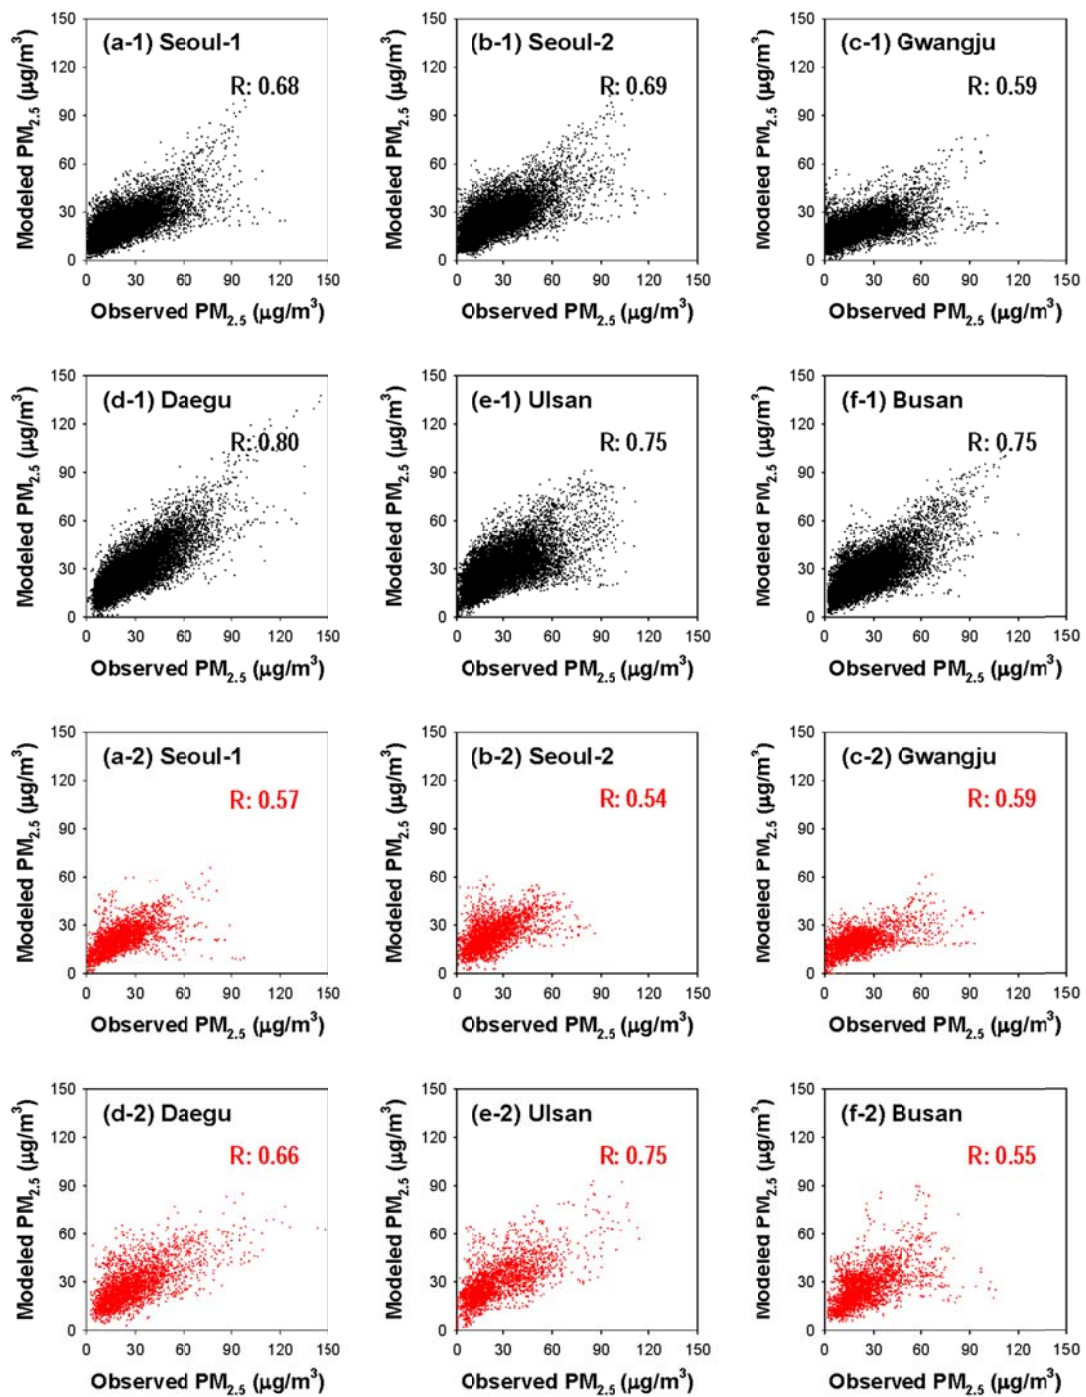 150
120
90
60
30
0
Modeled PM2.5 (μg/m3)
(a-1) Seoul-1
R: 0.68
0 30 60 90 120 150
Observed PM2.5 (μg/m3)
150
120
90
60
30
0
Modeled PM2.5 (μg/m3)
(b-1) Seoul-2
R: 0.69
0 30 60 90 120 150
Observed PM2.5 (μg/m3)
150
120
90
60
30
0
Modeled PM2.5 (μg/m3)
(c-1) Gwangju
R: 0.59
0 30 60 90 120 150
Observed PM2.5 (μg/m3)
150
120
90
60
30
0
Modeled PM2.5 (μg/m3)
(d-1) Daegu
R: 0.80
0 30 60 90 120 150
Observed PM2.5 (μg/m3)
150
120
90
60
30
0
Modeled PM2.5 (μg/m3)
(e-1) Ulsan
R: 0.75
0 30 60 90 120 150
Observed PM2.5 (μg/m3)
150
120
90
60
30
0
Modeled PM2.5 (μg/m3)
(f-1) Busan
R: 0.75
0 30 60 90 120 150
Observed PM2.5 (μg/m3)
150
120
90
60
30
0
Modeled PM2.5 (μg/m3)
(a-2) Seoul-1
R: 0.57
0 30 60 90 120 150
Observed PM2.5 (μg/m3)
150
120
90
60
30
0
Modeled PM2.5 (μg/m3)
(b-2) Seoul-2
R: 0.54
0 30 60 90 120 150
Observed PM2.5 (μg/m3)
150
120
90
60
30
0
Modeled PM2.5 (μg/m3)
(c-2) Gwangju
R: 0.59
0 30 60 90 120 150
Observed PM2.5 (μg/m3)
150
120
90
60
30
0
Modeled PM2.5 (μg/m3)
(d-2) Daegu
R: 0.66
0 30 60 90 120 150
Observed PM2.5 (μg/m3)
150
120
90
60
30
0
Modeled PM2.5 (μg/m3)
(e-2) Ulsan
R: 0.75
0 30 60 90 120 150
Observed PM2.5 (μg/m3)
150
120
90
60
30
0
Modeled PM2.5 (μg/m3)
(f-2) Busan
R: 0.55
0 30 60 90 120 150
Observed PM2.5 (μg/m3)